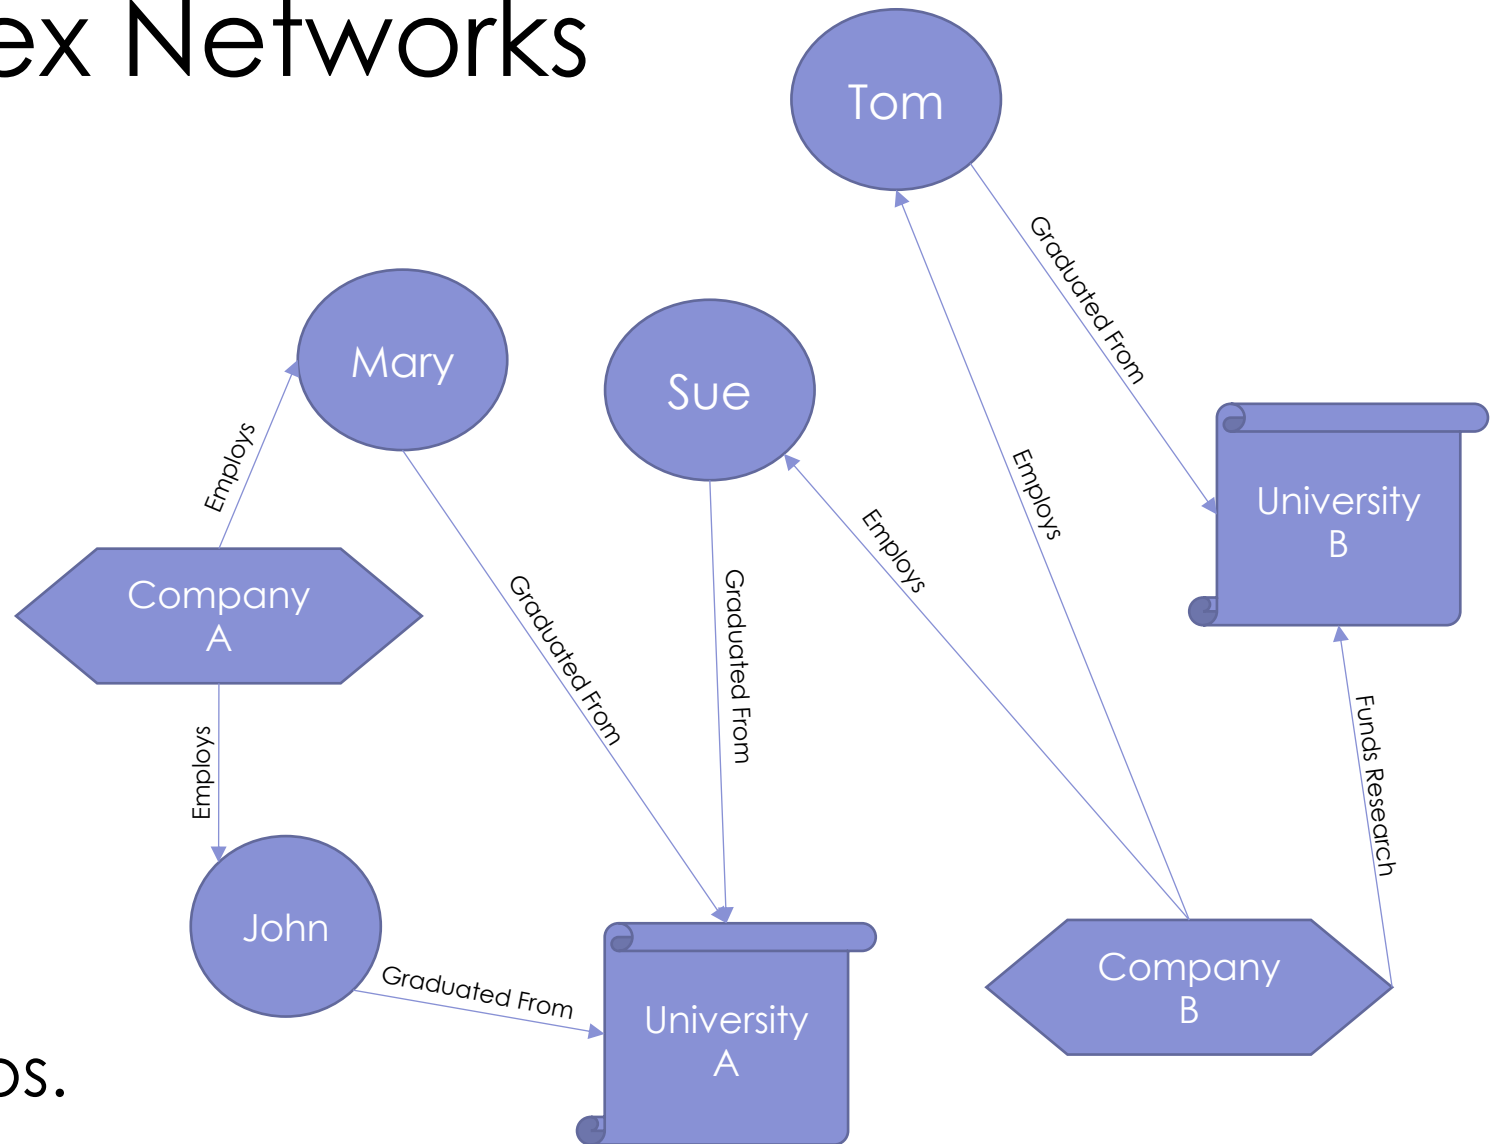 ex Networks
Tom
Graduated From
Mary
Sue
Employs
Employs
Employs
University
B
Company
A
Graduated From
Graduated From
Funds Research
Employs
John
Graduated From
University
A
Company
B
os.